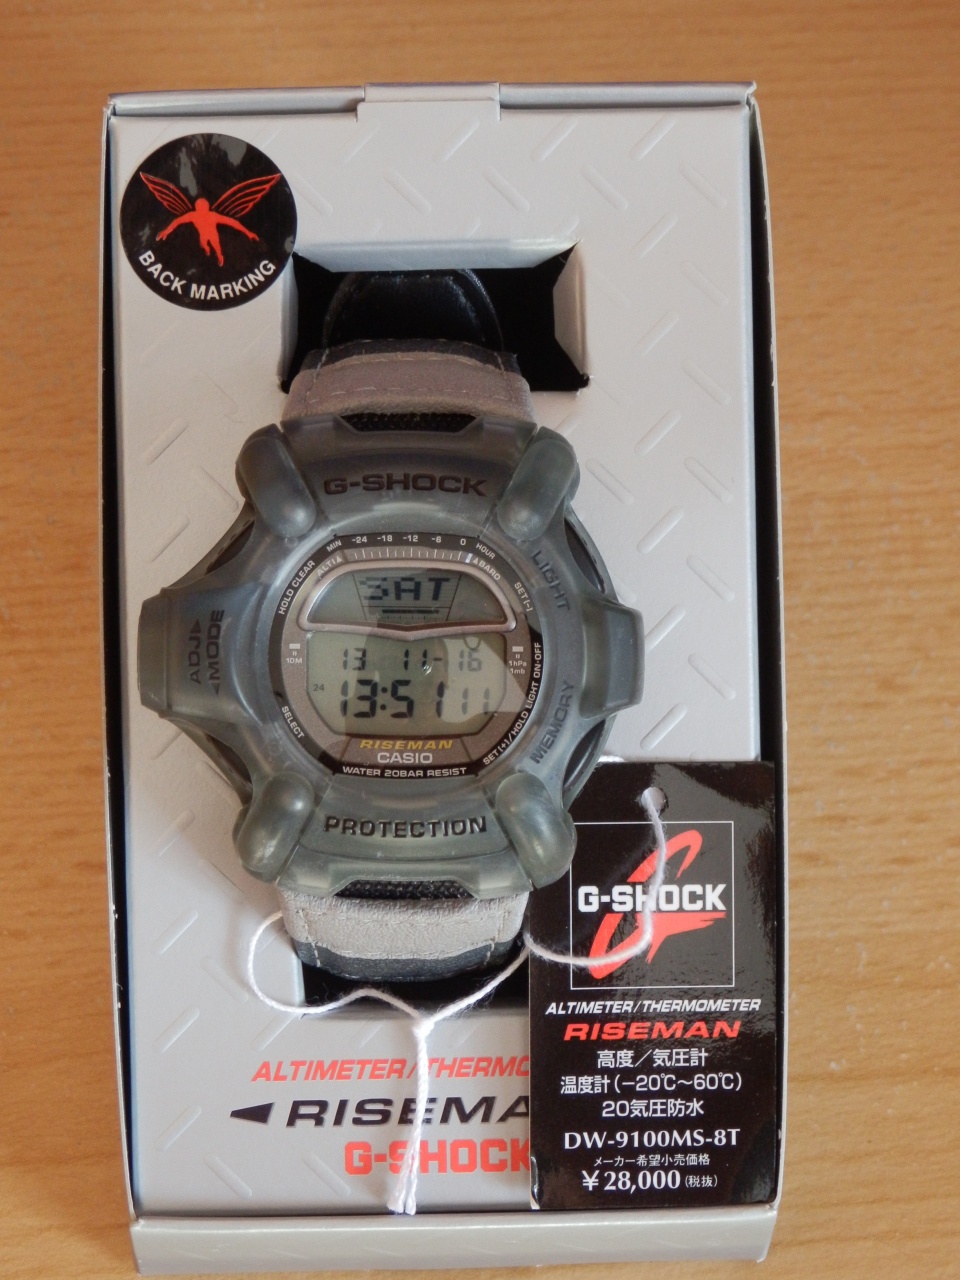 BACK MARKING
G-SHOCK
MIN -24 -18 -12 -6 0 HOUR
HOLD CLEAR
ALTI
BARO
SET(-)
LIGHT
SAT
ADJ
MODE
10M
1hPa
1mb
13 11-16
24
13:51 11
SELECT
SET(+)/HOLD LIGHT ON-OFF
MEMORY
RISEMAN
CASIO
WATER 20BAR RESIST
PROTECTION
G-SHOCK
ALTIMETER/THERMOMETER
RISEMAN
高度/気圧計
温度計(−20℃〜60℃)
20気圧防水
DW-9100MS-8T
メーカー希望小売価格
¥28,000(税抜)
ALTIMETER/THERMO
RISEMA
G-SHOCK